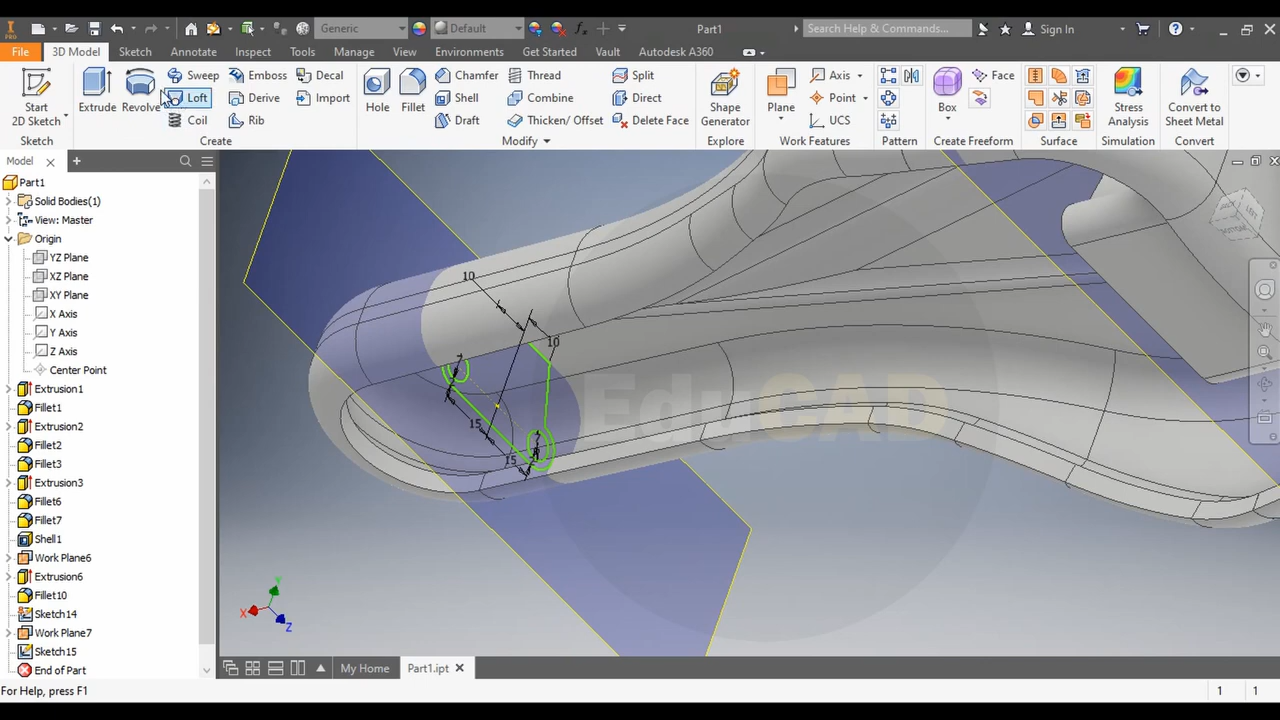 Generic
Default
Part1
Search Help & Commands...
Sign In
PRO
File
3D Model
Sketch
Annotate
Inspect
Tools
Manage
View
Environments
Get Started
Vault
Autodesk A360
Start
2D Sketch
Extrude
Revolve
Sweep
Loft
Coil
Emboss
Derive
Rib
Decal
Import
Hole
Fillet
Chamfer
Shell
Draft
Thread
Combine
Thicken/ Offset
Split
Direct
Delete Face
Shape
Generator
Plane
Axis
Point
UCS
Box
Face
Stress
Analysis
Convert to
Sheet Metal
Sketch
Create
Modify
Explore
Work Features
Pattern
Create Freeform
Surface
Simulation
Convert
Model
Part1
Solid Bodies(1)
View: Master
Origin
YZ Plane
XZ Plane
XY Plane
X Axis
Y Axis
Z Axis
Center Point
Extrusion1
Fillet1
Extrusion2
Fillet2
Fillet3
Extrusion3
Fillet6
Fillet7
Shell1
Work Plane6
Extrusion6
Fillet10
Sketch14
Work Plane7
Sketch15
End of Part
10
10
15
15
EduCAD
LEFT
BOTTOM
X
Y
Z
My Home
Part1.ipt
For Help, press F1
1
1